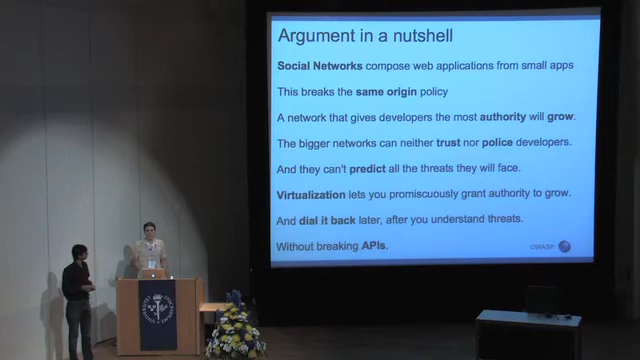 Argument in a nutshell
Social Networks compose web applications from small apps
This breaks the same origin policy
A network that gives developers the most authority will grow.
The bigger networks can neither trust nor police developers.
And they can't predict all the threats they will face.
Virtualization lets you promiscuously grant authority to grow.
And dial it back later, after you understand threats.
Without breaking APIs.
OWASP